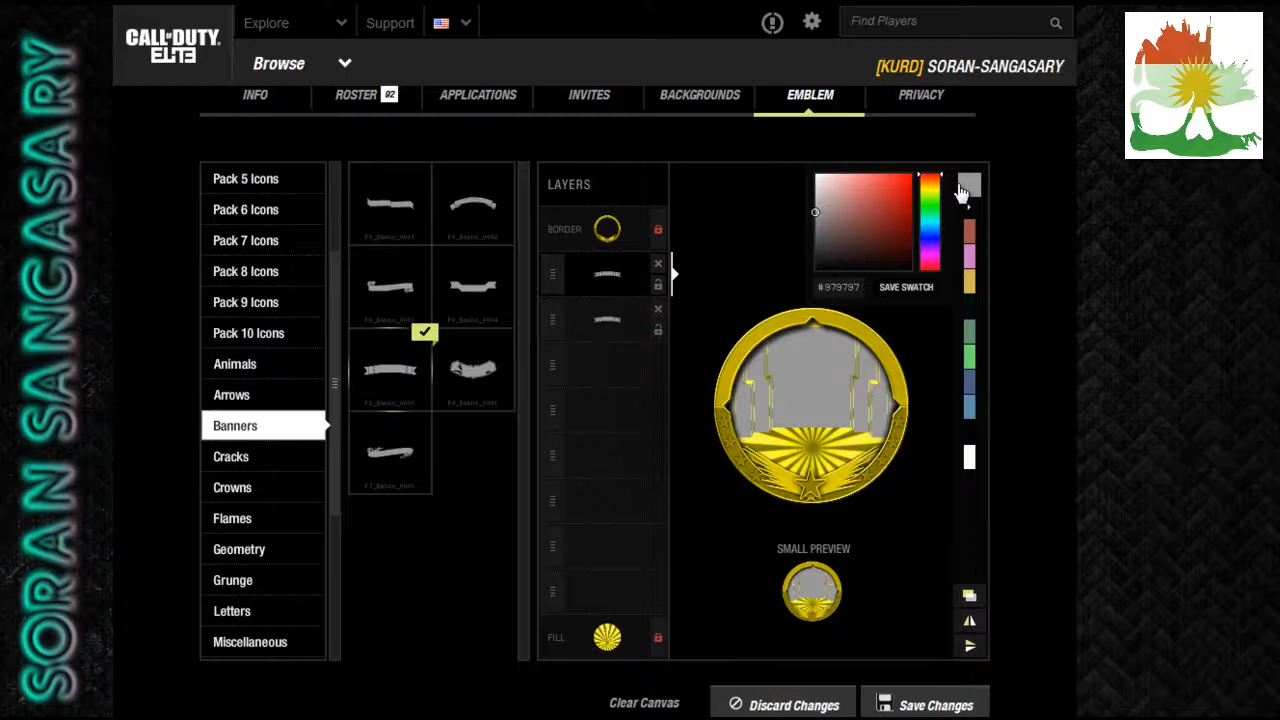 SORAN SANGASARY
CALL OF DUTY
ELITE
Explore
Support
Find Players
Browse
[KURD] SORAN-SANGASARY
INFO
ROSTER 92
APPLICATIONS
INVITES
BACKGROUNDS
EMBLEM
PRIVACY
Pack 5 Icons
Pack 6 Icons
Pack 7 Icons
Pack 8 Icons
Pack 9 Icons
Pack 10 Icons
Animals
Arrows
Banners
Cracks
Crowns
Flames
Geometry
Grunge
Letters
Miscellaneous
LAYERS
BORDER
FILL
#979797
SAVE SWATCH
SMALL PREVIEW
Clear Canvas
Discard Changes
Save Changes